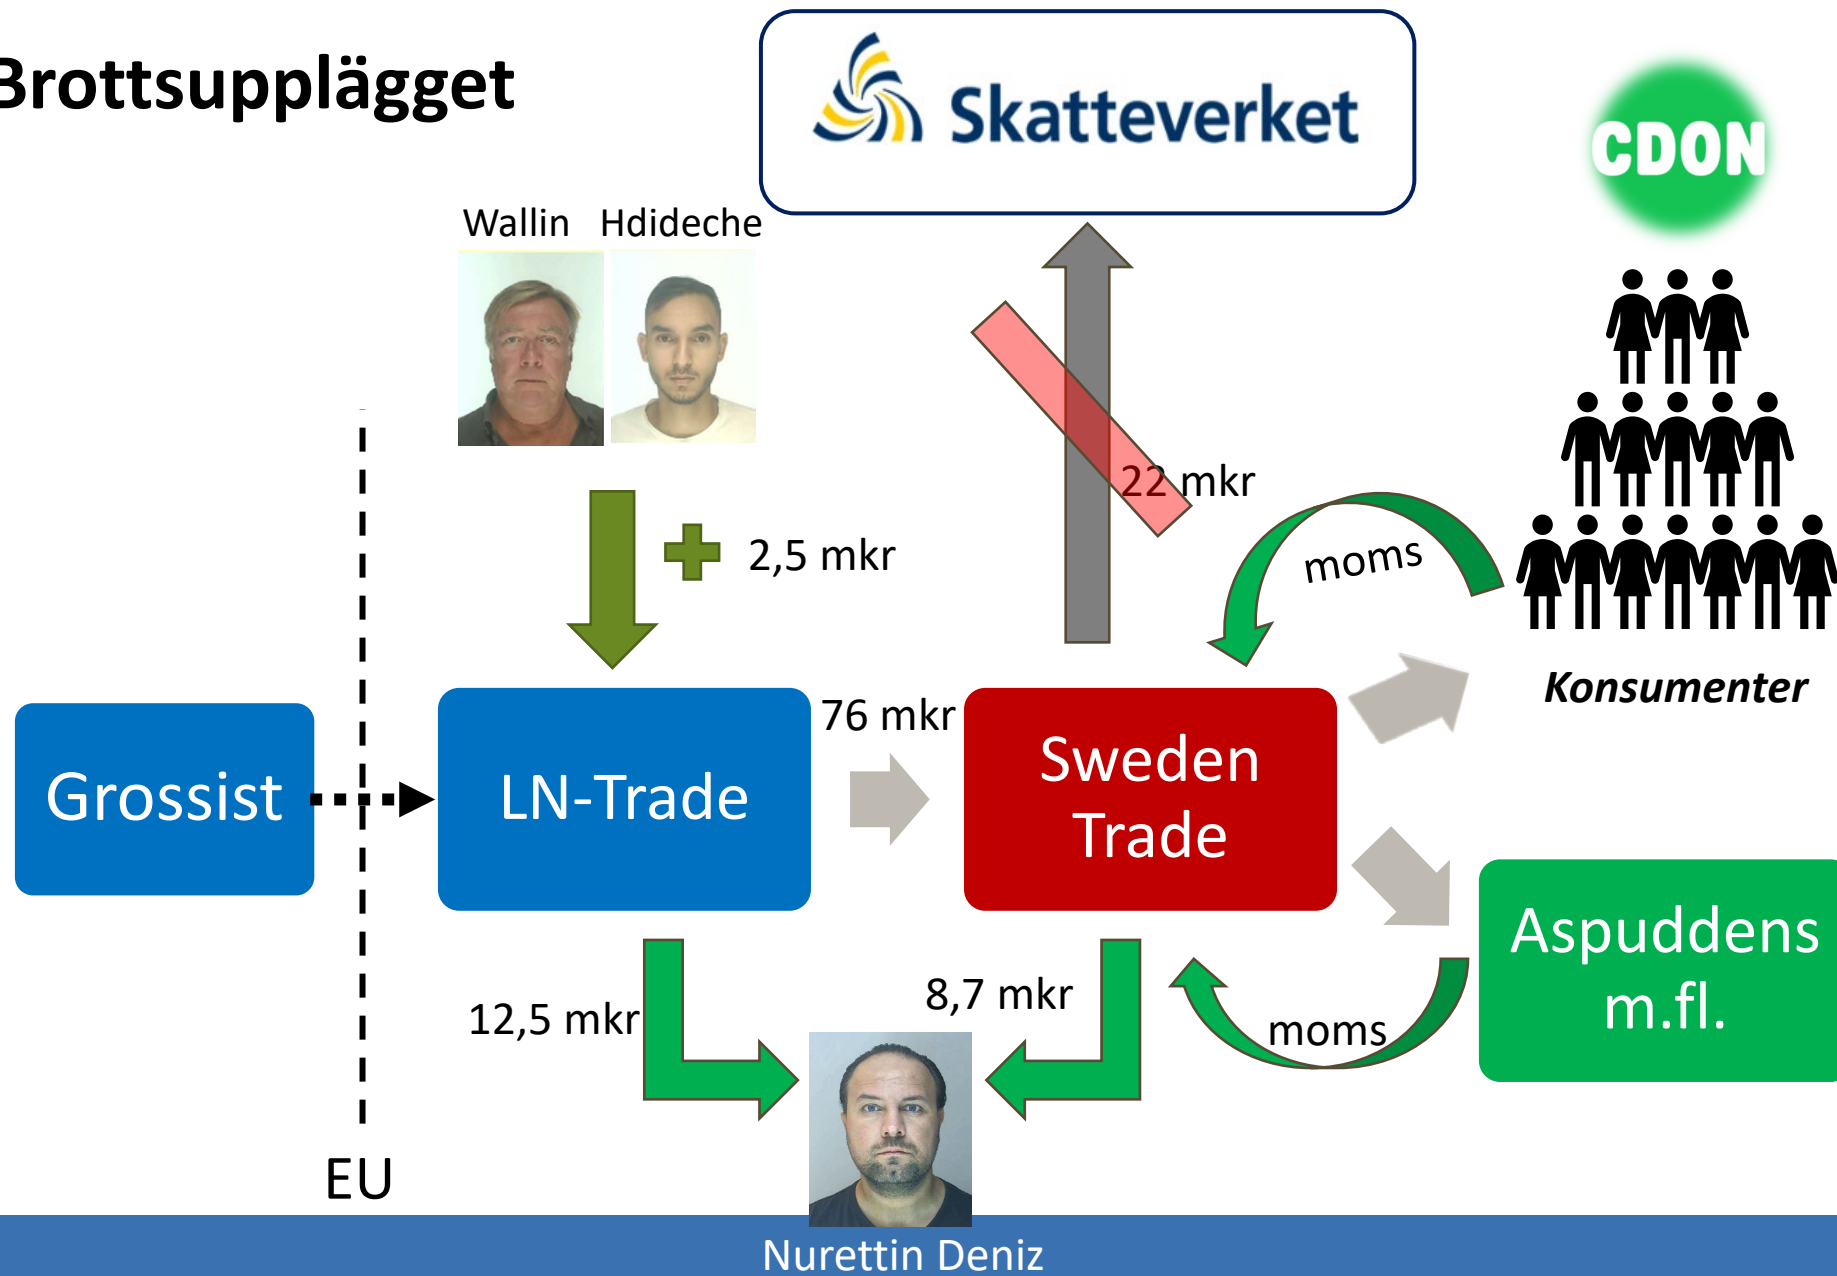 Brottsupplägget
Skatteverket
CDON
Wallin Hdideche
22 mkr
2,5 mkr
moms
Konsumenter
76 mkr
Grossist
LN-Trade
Sweden
Trade
Aspuddens
m.fl.
12,5 mkr
8,7 mkr
moms
EU
Nurettin Deniz